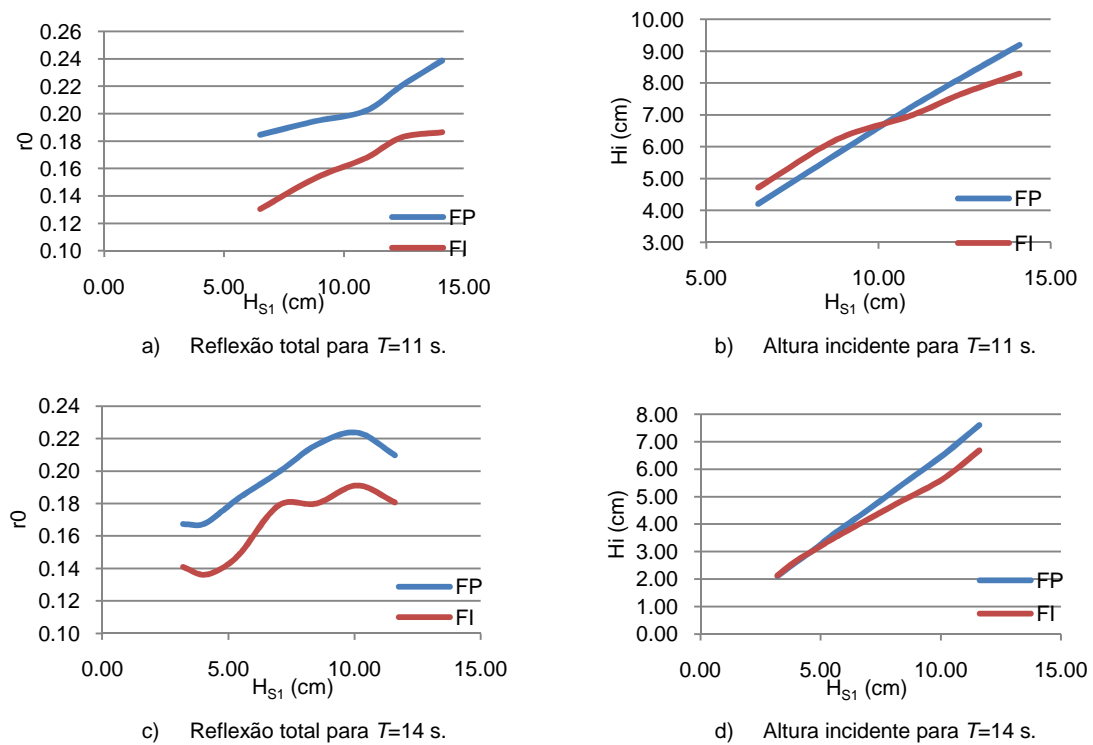 0.26
0.24
0.22
0.20
0.18
0.16
0.14
0.12
0.10
r0
FP
FI
0.00 5.00 10.00 15.00
HS1 (cm)
a) Reflexão total para T=11 s.
10.00
9.00
8.00
7.00
6.00
5.00
4.00
3.00
Hi (cm)
FP
FI
5.00 10.00 15.00
HS1 (cm)
b) Altura incidente para T=11 s.
0.24
0.22
0.20
0.18
0.16
0.14
0.12
0.10
r0
FP
FI
0.00 5.00 10.00 15.00
HS1 (cm)
c) Reflexão total para T=14 s.
8.00
7.00
6.00
5.00
4.00
3.00
2.00
1.00
0.00
Hi (cm)
FP
FI
0.00 5.00 10.00 15.00
HS1 (cm)
d) Altura incidente para T=14 s.